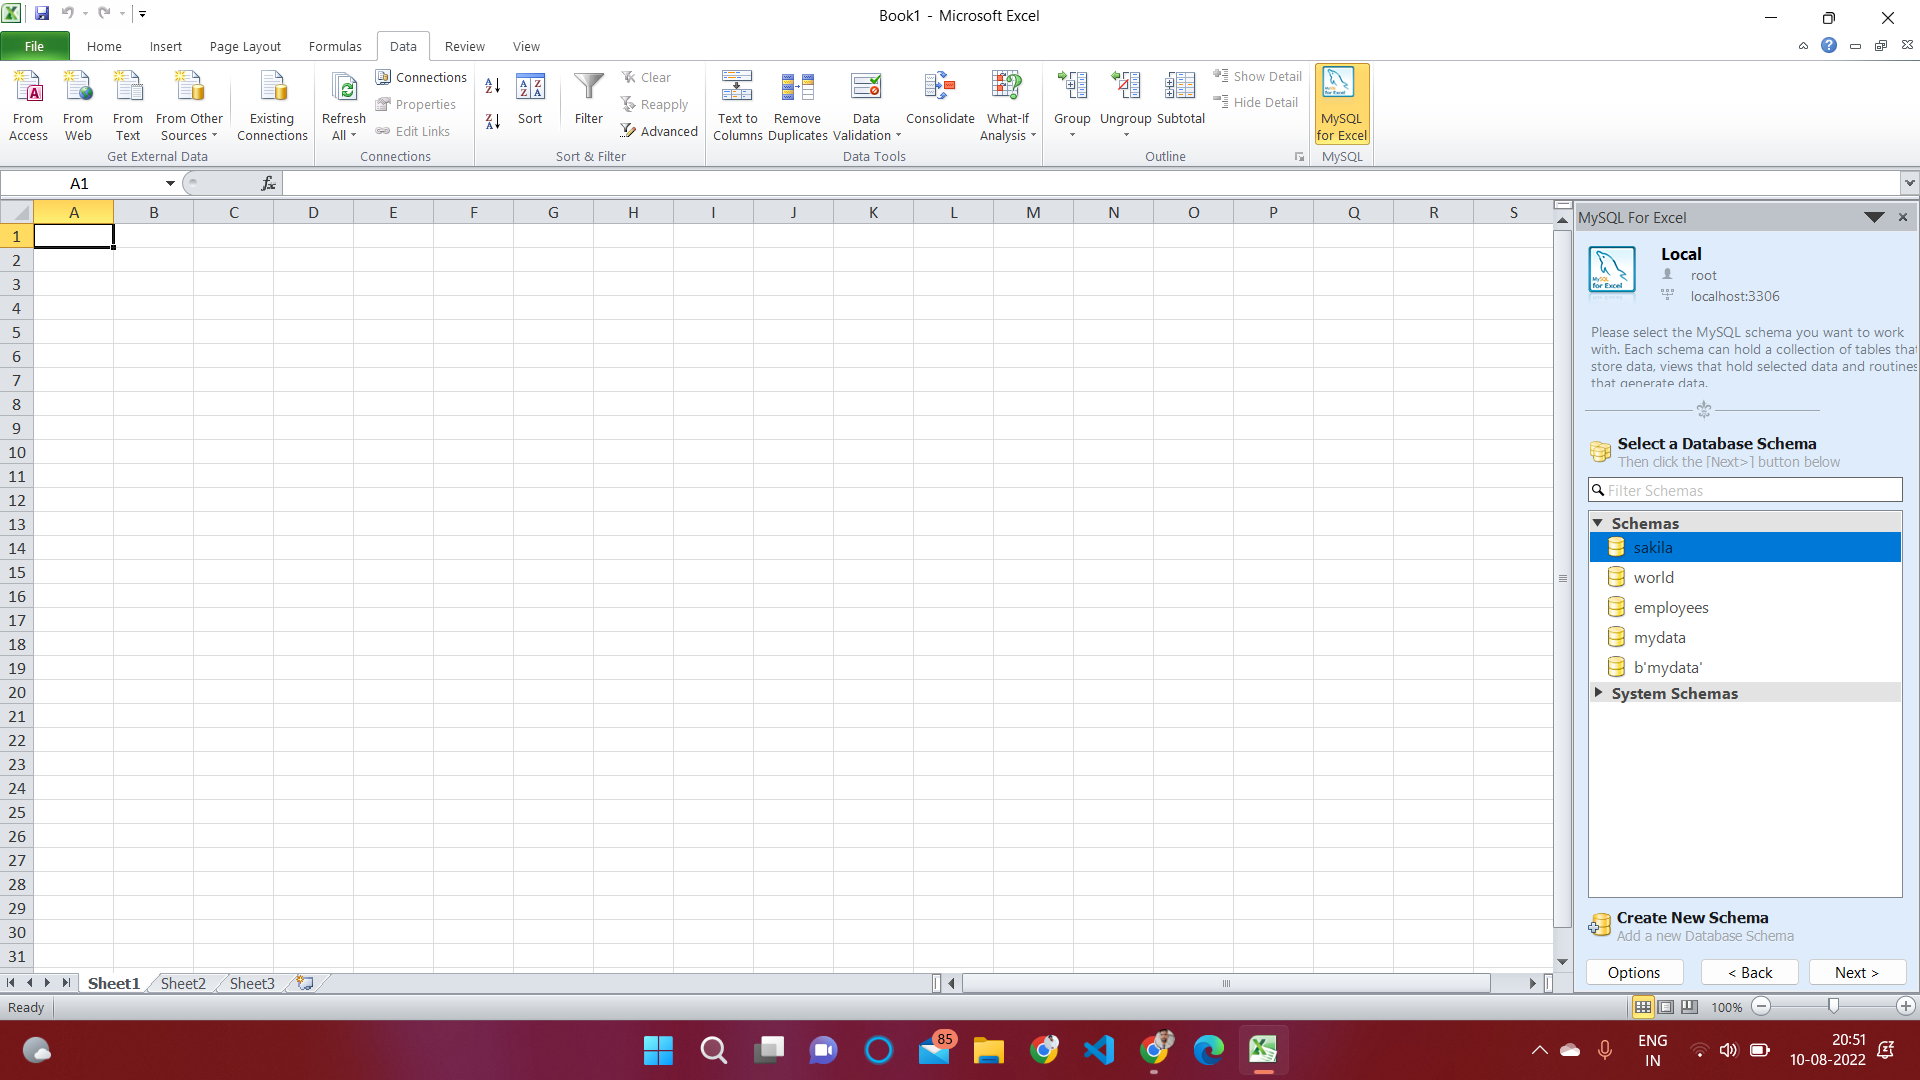 Book1 - Microsoft Excel
File Home Insert Page Layout Formulas Data Review View
From Access
From Web
From Text
From Other Sources
Existing Connections
Get External Data
Refresh All
Connections
Properties
Edit Links
Connections
Sort
Filter
Clear
Reapply
Advanced
Sort & Filter
Text to Columns
Remove Duplicates
Data Validation
Consolidate
What-If Analysis
Data Tools
Group
Ungroup
Subtotal
Show Detail
Hide Detail
Outline
MySQL for Excel
MySQL
A1
fx
A B C D E F G H I J K L M N O P Q R S
1
2
3
4
5
6
7
8
9
10
11
12
13
14
15
16
17
18
19
20
21
22
23
24
25
26
27
28
29
30
31
MySQL For Excel
Local
root
localhost:3306
Please select the MySQL schema you want to work
with. Each schema can hold a collection of tables tha
store data, views that hold selected data and routines
that generate data.
Select a Database Schema
Then click the [Next>] button below
Filter Schemas
Schemas
sakila
world
employees
mydata
b'mydata'
System Schemas
Create New Schema
Add a new Database Schema
Options < Back Next >
Sheet1 Sheet2 Sheet3
Ready
100%
85
ENG
IN
20:51
10-08-2022